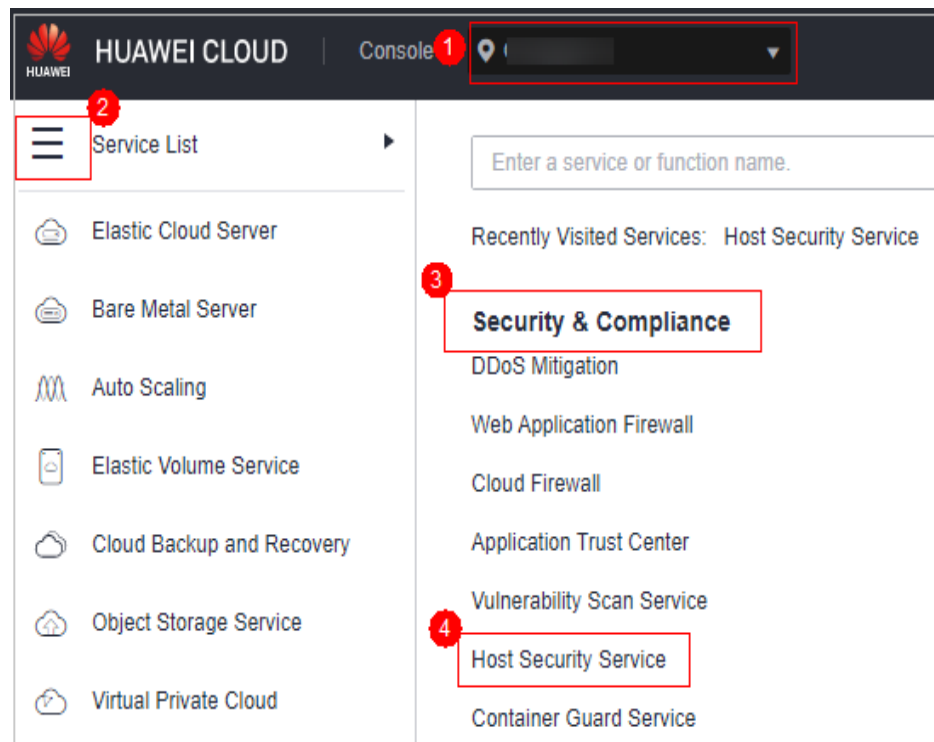 HUAWEI
HUAWEI CLOUD
Console
1
2
Service List
Elastic Cloud Server
Bare Metal Server
Auto Scaling
Elastic Volume Service
Cloud Backup and Recovery
Object Storage Service
Virtual Private Cloud
Enter a service or function name.
Recently Visited Services: Host Security Service
3
Security & Compliance
DDoS Mitigation
Web Application Firewall
Cloud Firewall
Application Trust Center
Vulnerability Scan Service
4
Host Security Service
Container Guard Service